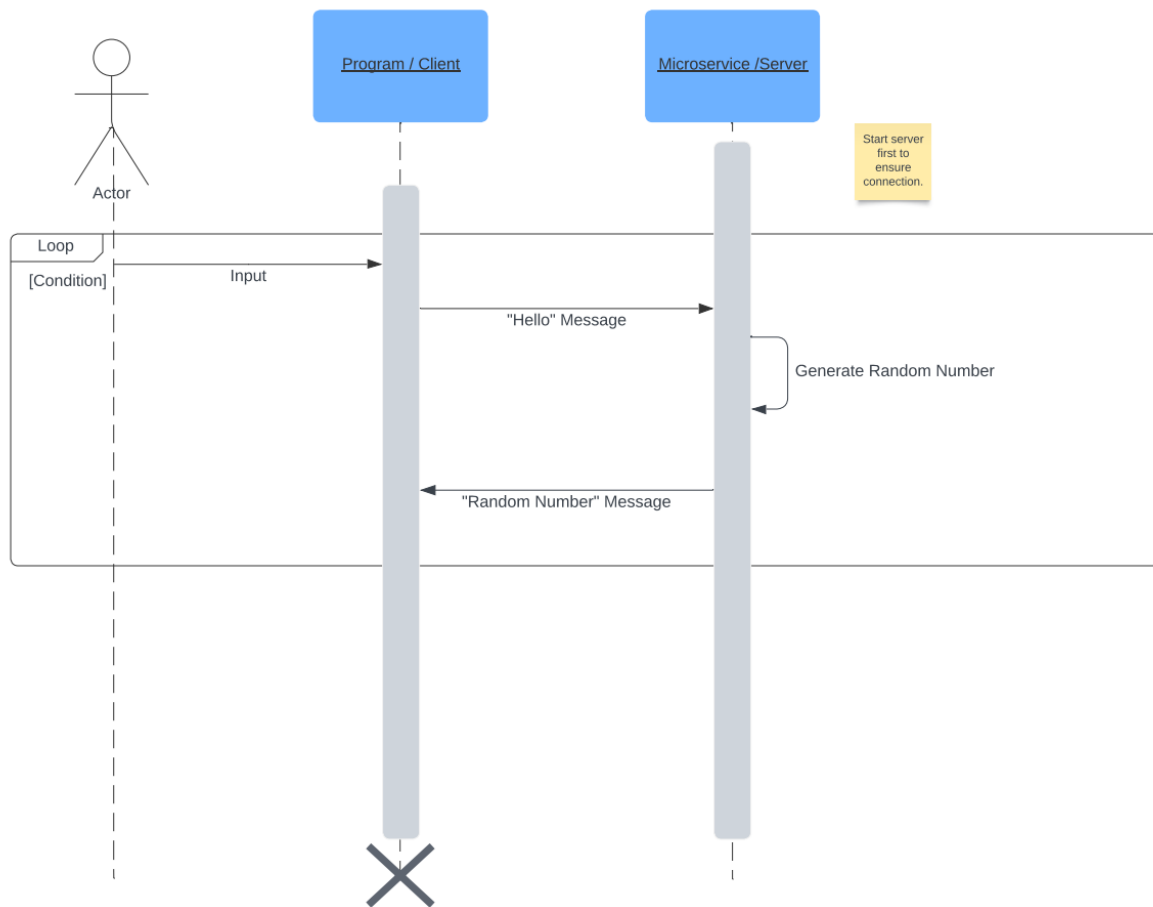 Program / Client
Microservice /Server
Start server
first to
ensure
connection.
Actor
Loop
[Condition]
Input
"Hello" Message
Generate Random Number
"Random Number" Message